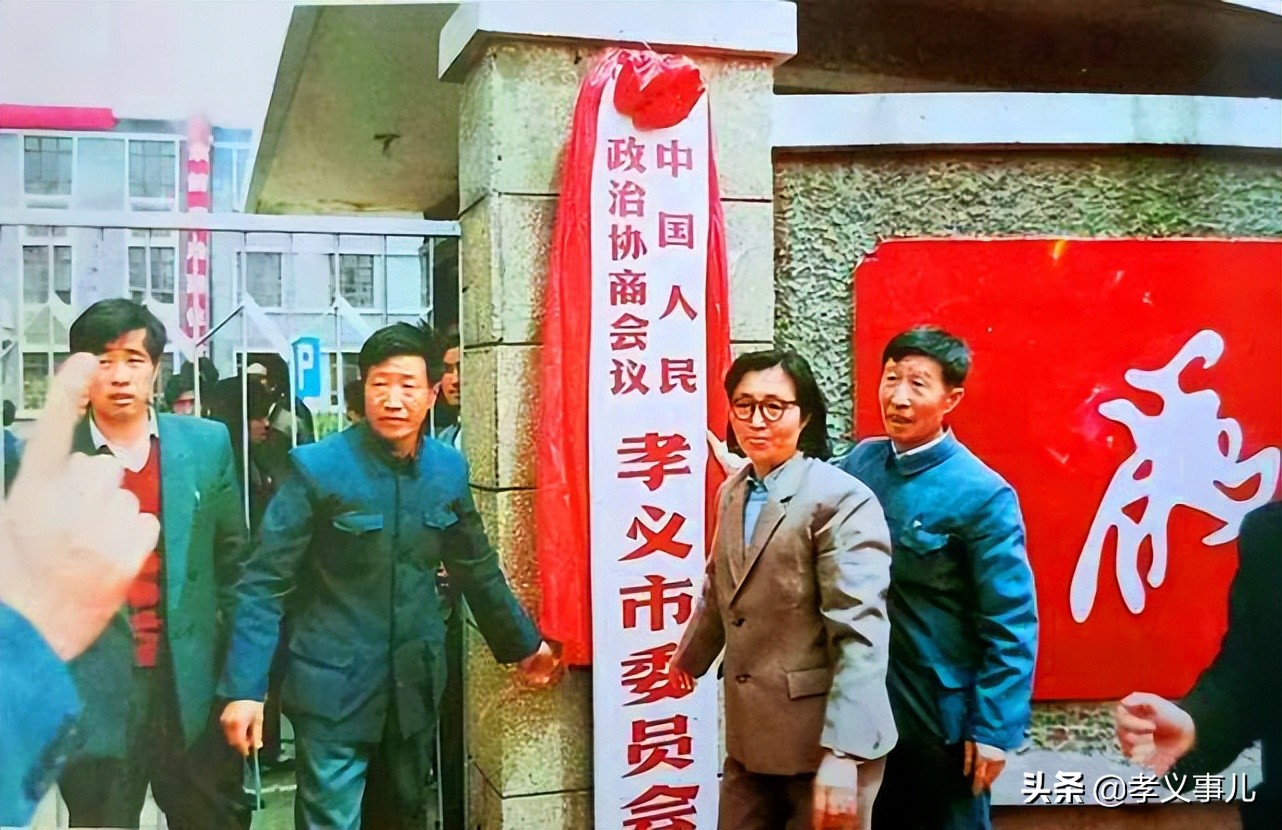 中国人民
政治协商会议
孝义市委员会
P
头条 @孝义事儿